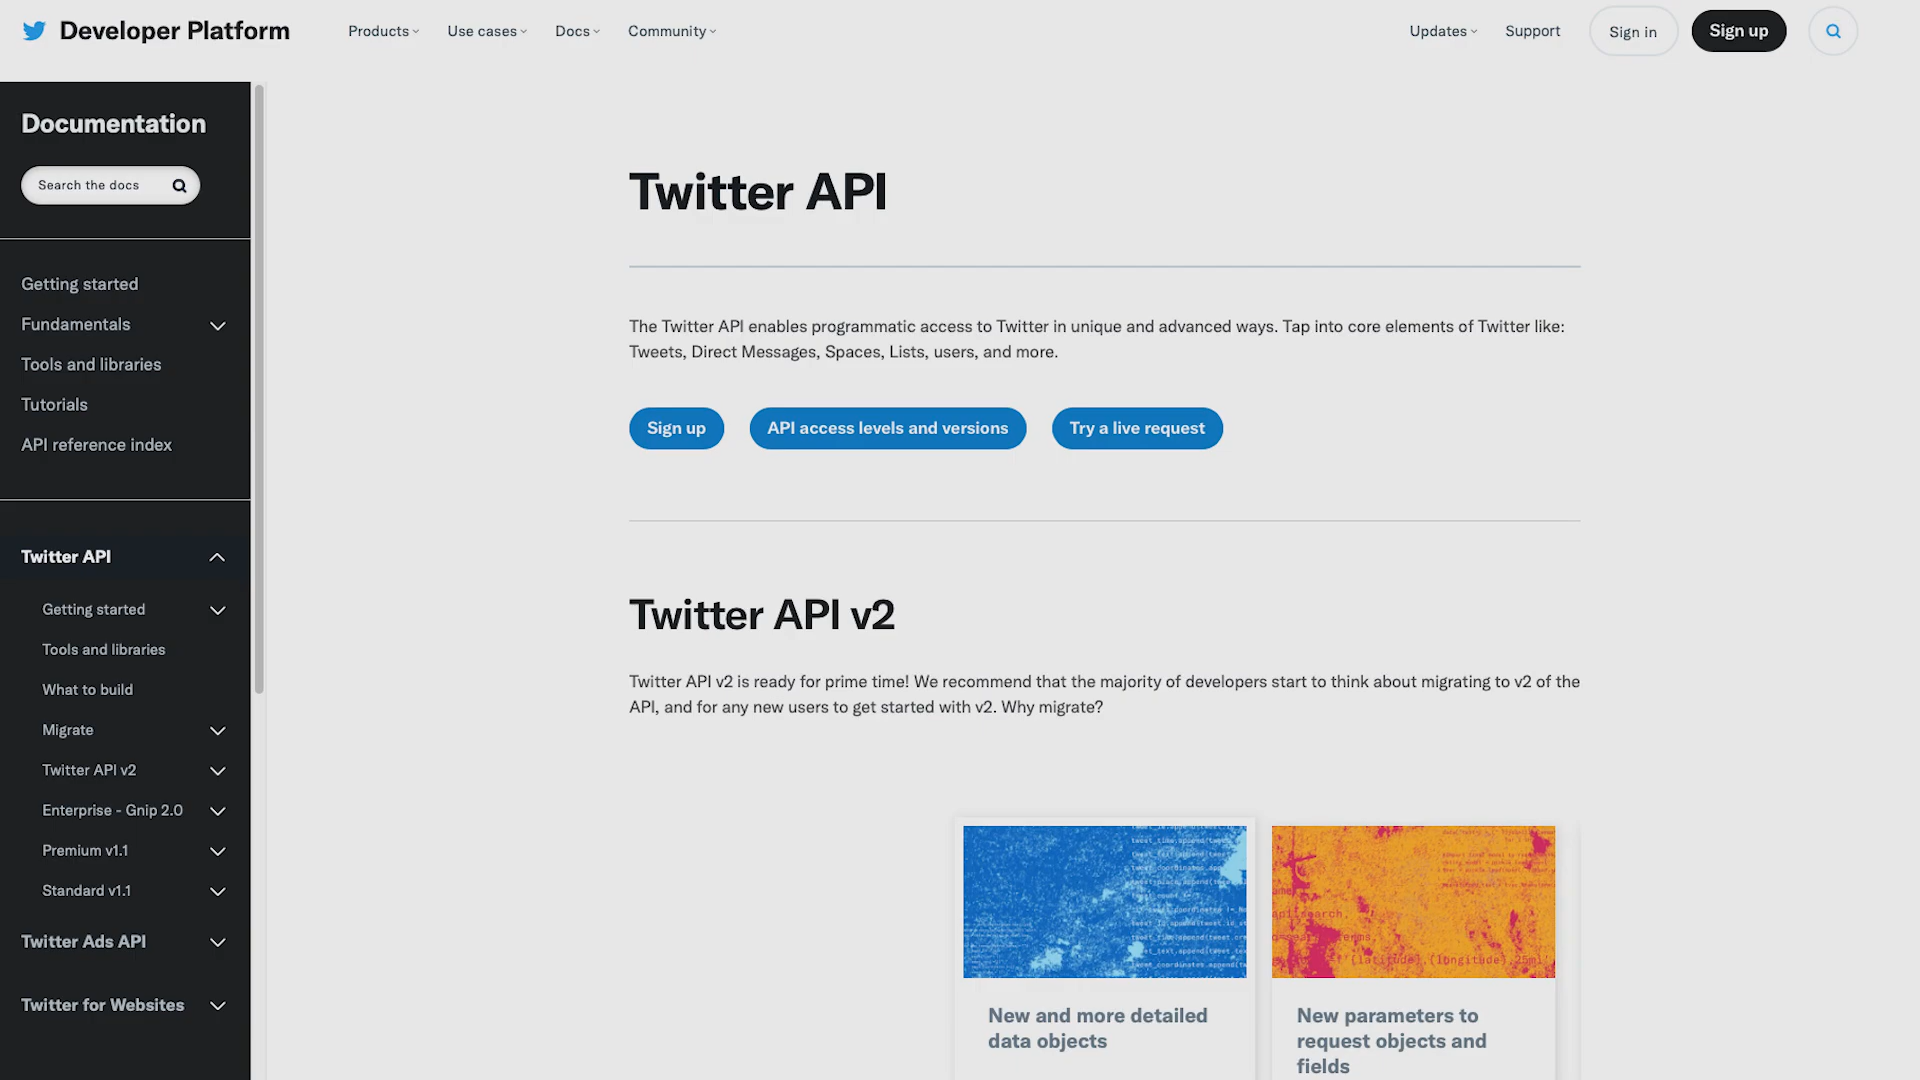 Developer Platform
Products
Use cases
Docs
Community
Updates
Support
Sign in
Sign up
Documentation
Search the docs
Getting started
Fundamentals
Tools and libraries
Tutorials
API reference index
Twitter API
Getting started
Tools and libraries
What to build
Migrate
Twitter API v2
Enterprise - Gnip 2.0
Premium v1.1
Standard v1.1
Twitter Ads API
Twitter for Websites
Twitter API
The Twitter API enables programmatic access to Twitter in unique and advanced ways. Tap into core elements of Twitter like:
Tweets, Direct Messages, Spaces, Lists, users, and more.
Sign up
API access levels and versions
Try a live request
Twitter API v2
Twitter API v2 is ready for prime time! We recommend that the majority of developers start to think about migrating to v2 of the
API, and for any new users to get started with v2. Why migrate?
New and more detailed
data objects
New parameters to
request objects and
fields